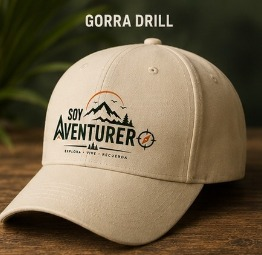 GORRA DRILL
SOY
AVENTURERO
EXPLORA • VIVE • RECUERDA